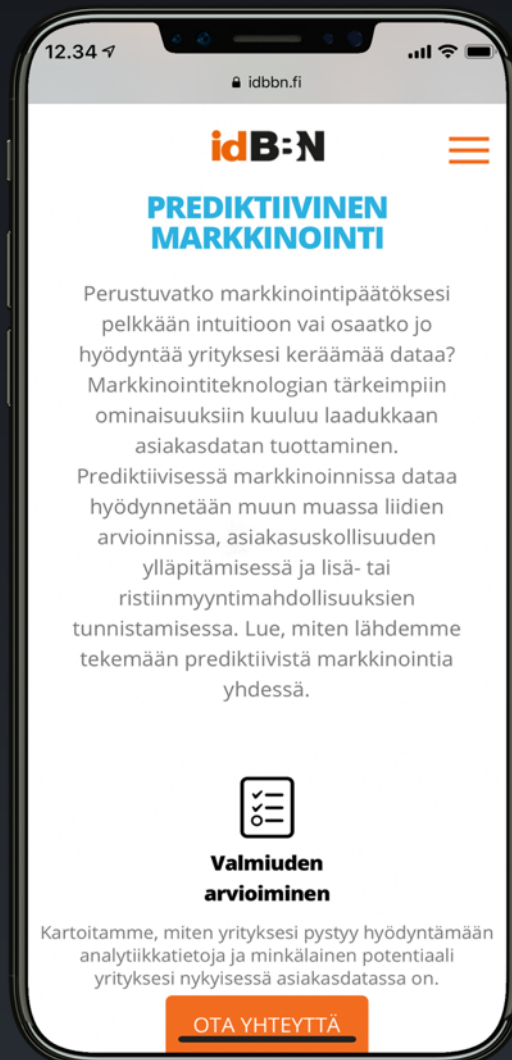 12.34
idbbn.fi
idBBN
PREDIKTIIVINEN
MARKKINOINTI
Perustuvatko markkinointipäätöksesi
pelkkään intuitioon vai osaatko jo
hyödyntää yrityksesi keräämää dataa?
Markkinointiteknologian tärkeimpiin
ominaisuuksiin kuuluu laadukkaan
asiakasdatan tuottaminen.
Prediktiivisessä markkinoinnissa dataa
hyödynnetään muun muassa liidien
arvioinnissa, asiakasuskollisuuden
ylläpitämisessä ja lisä- tai
ristiinmyyntimahdollisuuksien
tunnistamisessa. Lue, miten lähdemme
tekemään prediktiivistä markkinointia
yhdessä.
Valmiuden
arvioiminen
Kartoitamme, miten yrityksesi pystyy hyödyntämään
analytiikkatietoja ja minkälainen potentiaali
yrityksesi nykyisessä asiakasdatassa on.
OTA YHTEYTTÄ